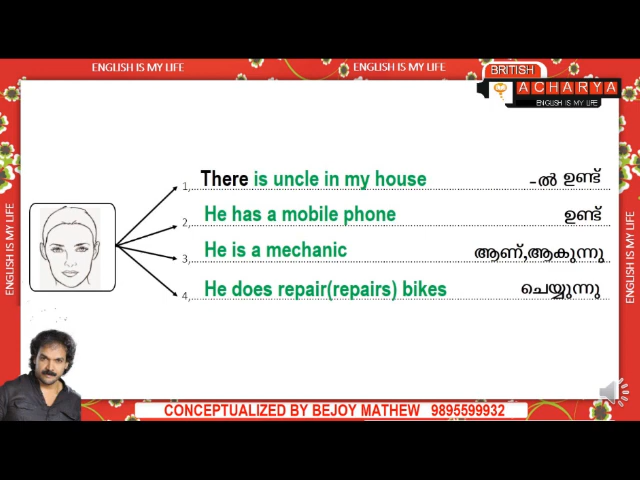 ENGLISH IS MY LIFE
ENGLISH IS MY LIFE
BRITISH
ACHARYA
ENGLISH IS MY LIFE
1, There is uncle in my house -ൽ ഉണ്ട്
2, He has a mobile phone ഉണ്ട്
3, He is a mechanic ആണ്,ആകുന്നു
4, He does repair(repairs) bikes ചെയ്യുന്നു
ENGLISH IS MY LIFE
ENGLISH IS MY LIFE
CONCEPTUALIZED BY BEJOY MATHEW 9895599932